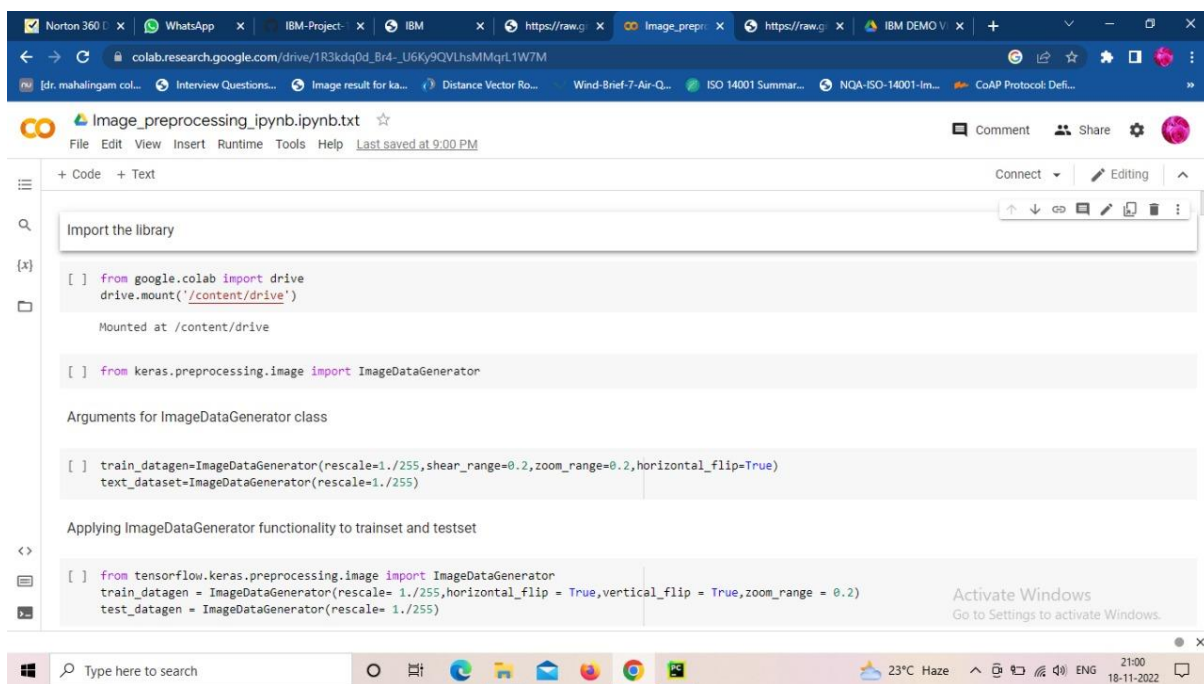 Norton 360 D
WhatsApp
IBM-Project-
IBM
https://raw.g
Image_prepro
https://raw.g
IBM DEMO V
colab.research.google.com/drive/1R3kdq0d_Br4-_U6Ky9QVLhsMMqrL1W7M
[dr. mahalingam col... Interview Questions... Image result for ka... Distance Vector Ro... Wind-Brief-7-Air-Q... ISO 14001 Summar... NQA-ISO-14001-Im... CoAP Protocol: Defi... »
Image_preprocessing_ipynb.ipynb.txt
Comment Share
File Edit View Insert Runtime Tools Help Last saved at 9:00 PM
+ Code + Text Connect Editing
Import the library
{x}
[ ] from google.colab import drive
drive.mount('/content/drive')
Mounted at /content/drive
[ ] from keras.preprocessing.image import ImageDataGenerator
Arguments for ImageDataGenerator class
[ ] train_datagen=ImageDataGenerator(rescale=1./255,shear_range=0.2,zoom_range=0.2,horizontal_flip=True)
text_dataset=ImageDataGenerator(rescale=1./255)
Applying ImageDataGenerator functionality to trainset and testset
[ ] from tensorflow.keras.preprocessing.image import ImageDataGenerator
train_datagen = ImageDataGenerator(rescale= 1./255,horizontal_flip = True,vertical_flip = True,zoom_range = 0.2)
test_datagen = ImageDataGenerator(rescale= 1./255)
Activate Windows
Go to Settings to activate Windows.
Type here to search
23°C Haze ENG
21:00
18-11-2022